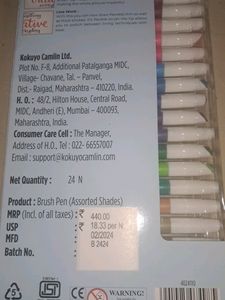 Kokuyo Camlin Ltd.
Plot No. F-8, Additional Patalganga MIDC,
Village- Chavane, Tal. – Panvel,
Dist.- Raigad, Maharashtra – 410220, India.
H. O. : 48/2, Hilton House, Central Road,
MIDC, Andheri (E), Mumbai – 400093,
Maharashtra, India.
Consumer Care Cell : The Manager,
Address of H.O., Tel : 022- 66557007
Email : support@kokuyocamlin.com
Net Quantity : 24 N
Product : Brush Pen (Assorted Shades)
MRP (Incl. of all taxes) : ₹ 440.00
USP : ₹ 18.33 per N
MFD : 02/2024
Batch No. : B 2424
WARNING!